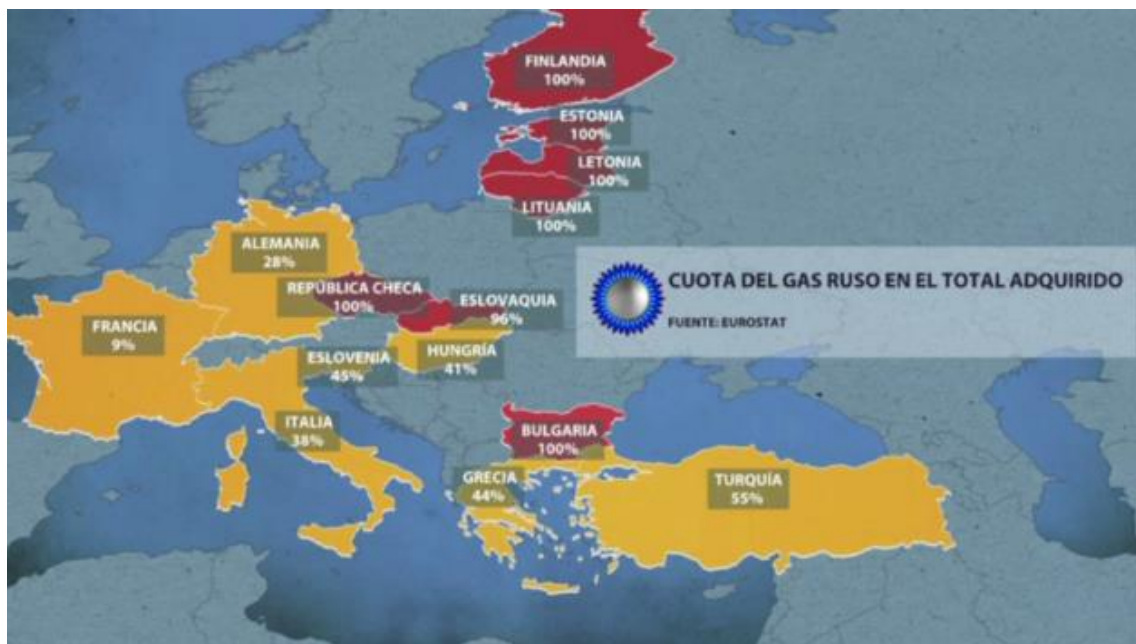 FINLANDIA
100%
ESTONIA
100%
LETONIA
100%
LITUANIA
100%
ALEMANIA
28%
REPÚBLICA CHECA
100%
ESLOVAQUIA
96%
FRANCIA
9%
ESLOVENIA
45%
HUNGRÍA
41%
ITALIA
38%
BULGARIA
100%
GRECIA
44%
TURQUÍA
55%
CUOTA DEL GAS RUSO EN EL TOTAL ADQUIRIDO
FUENTE: EUROSTAT